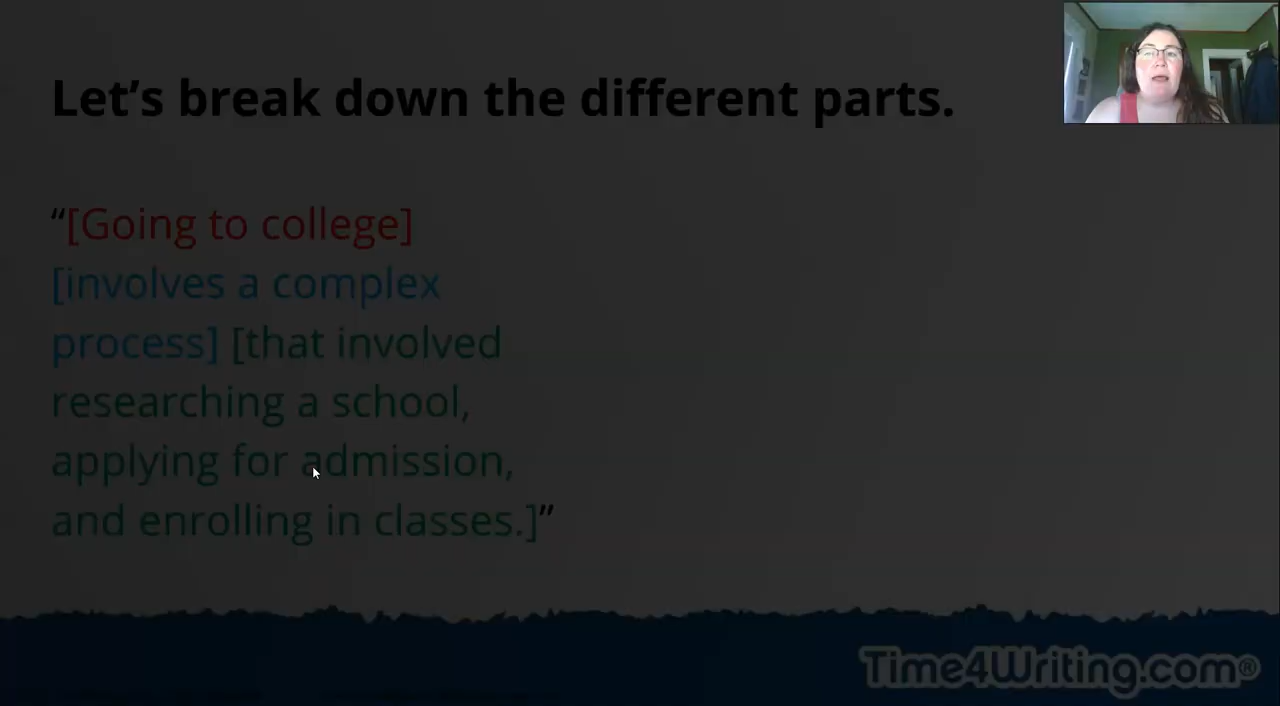 Let’s break down the different parts.
“[Going to college]
[involves a complex
process] [that involved
researching a school,
applying for admission,
and enrolling in classes.]”
Time4Writing.com®